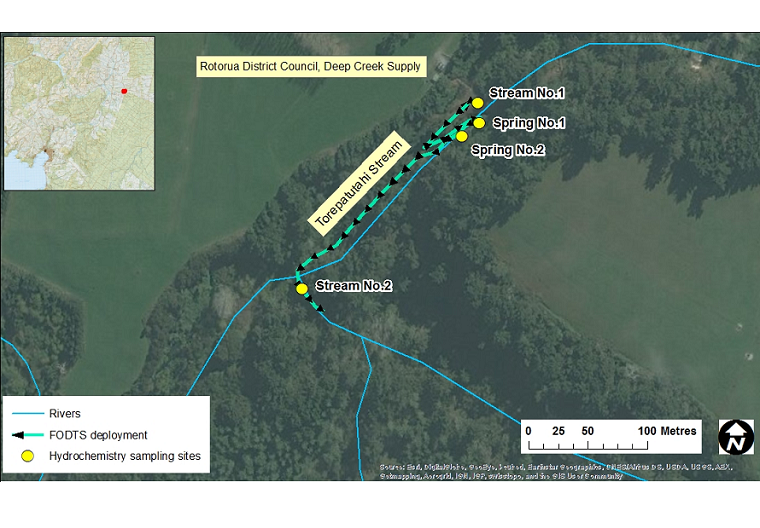 Rotorua District Council, Deep Creek Supply
Stream No.1
Spring No.1
Spring No.2
Torepatutahi Stream
Stream No.2
Rivers
FODTS deployment
Hydrochemistry sampling sites
0 25 50 100 Metres
N
Source: Esri, DigitalGlobe, GeoEye, Earthstar Geographics, CNES/Airbus DS, USDA, USGS, AEX,
Getmapping, Aerogrid, IGN, IGP, swisstopo, and the GIS User Community